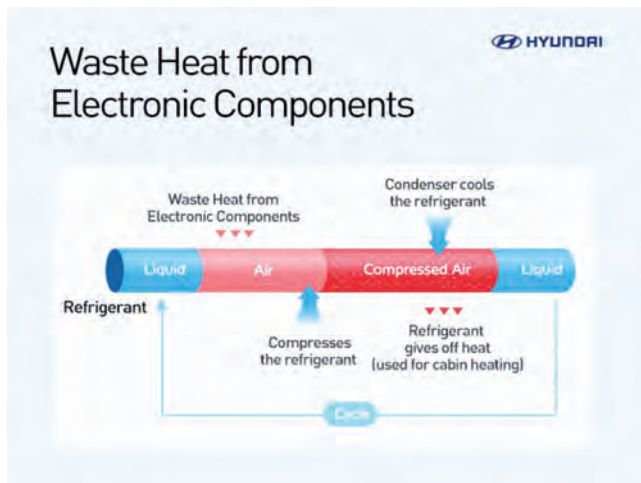 HYUNDAI
Waste Heat from
Electronic Components
Condenser cools
the refrigerant
Waste Heat from
Electronic Components
Liquid
Air
Compressed Air
Liquid
Refrigerant
Compresses
the refrigerant
Refrigerant
gives off heat
(used for cabin heating)
Cycle